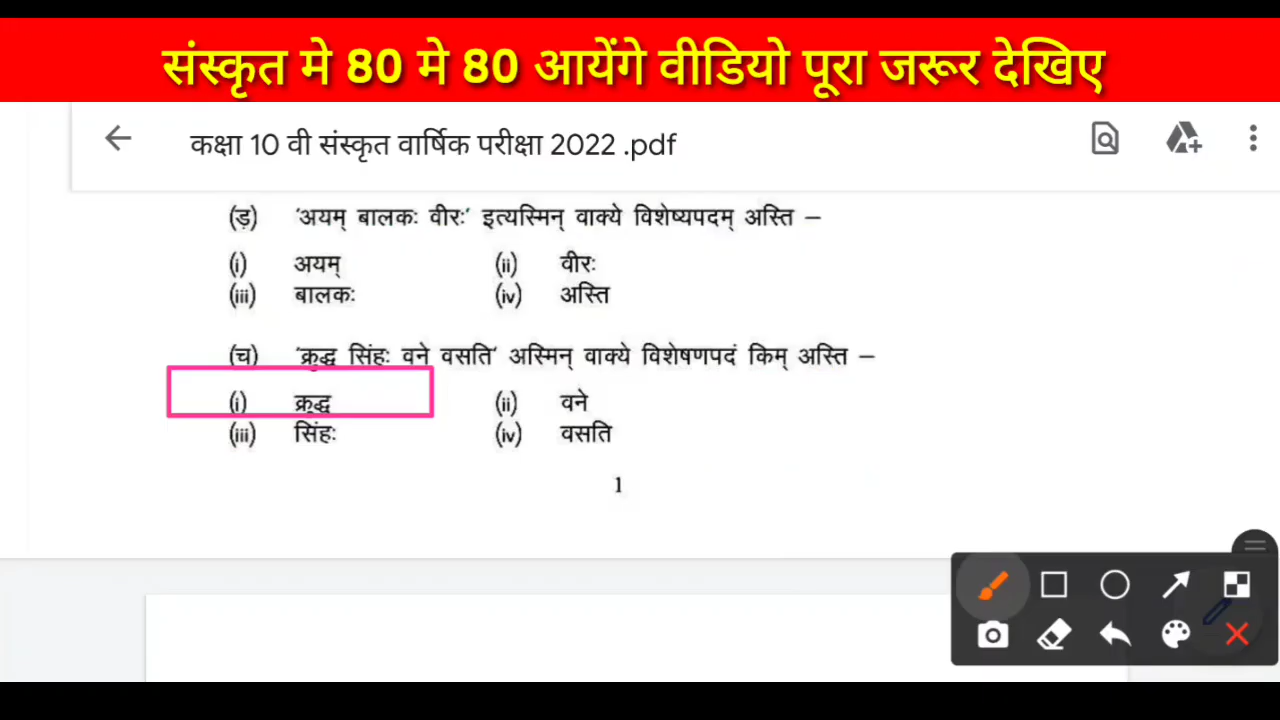 संस्कृत मे 80 मे 80 आयेंगे वीडियो पूरा जरूर देखिए
कक्षा 10 वी संस्कृत वार्षिक परीक्षा 2022 .pdf
(ड़) 'अयम् बालकः वीरः' इत्यस्मिन् वाक्ये विशेष्यपदम् अस्ति –
(i) अयम् (ii) वीरः
(iii) बालकः (iv) अस्ति
(च) 'क्रुद्ध सिंहः वने वसति' अस्मिन् वाक्ये विशेषणपदं किम् अस्ति –
(i) क्रुद्ध (ii) वने
(iii) सिंहः (iv) वसति
1